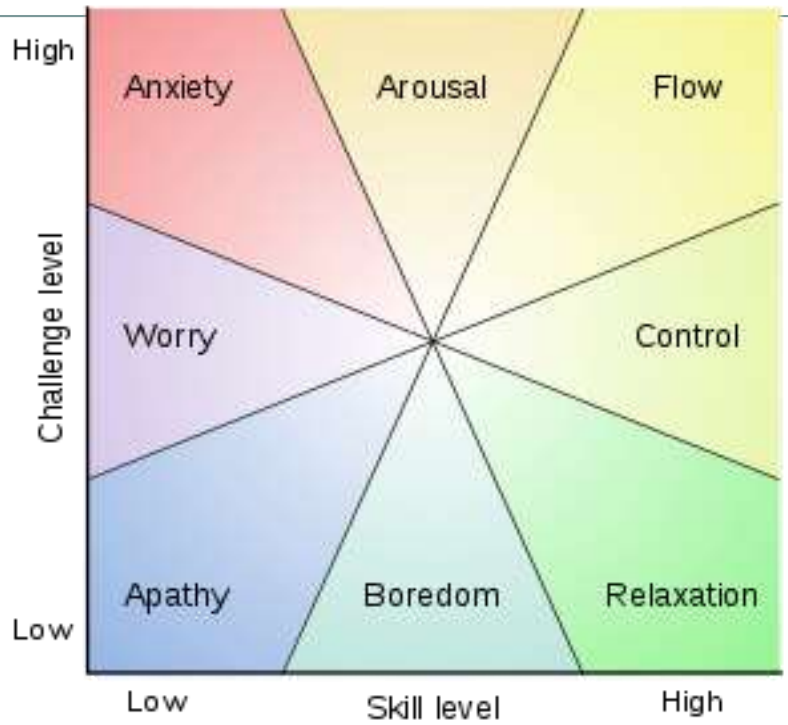 High
Anxiety Arousal Flow
Challenge level
Worry Control
Apathy Boredom Relaxation
Low
Low Skill level High